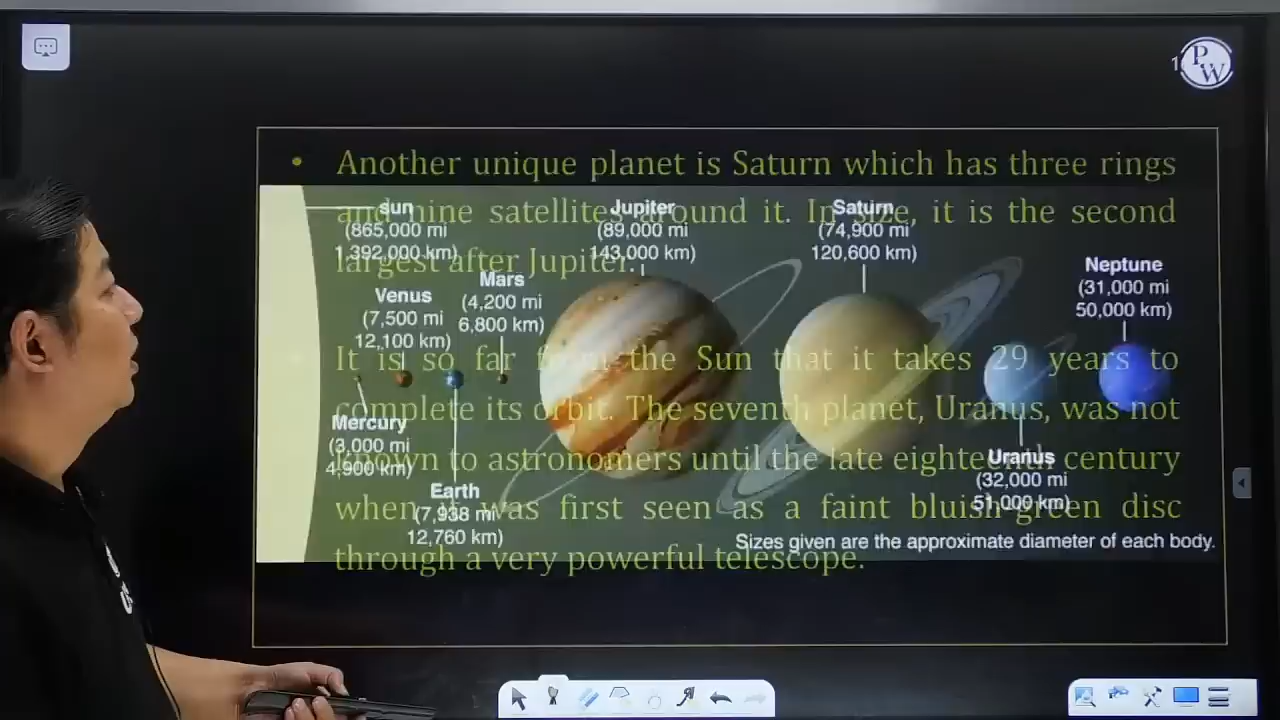 PW
1
• Another unique planet is Saturn which has three rings
and nine satellites around it. In size, it is the second
largest after Jupiter.
It is so far from the Sun that it takes 29 years to
complete its orbit. The seventh planet, Uranus, was not
known to astronomers until the late eighteenth century
when it was first seen as a faint bluish-green disc
through a very powerful telescope.
sun
(865,000 mi
1,392,000 km)
Jupiter
(89,000 mi
143,000 km)
Saturn
(74,900 mi
120,600 km)
Neptune
(31,000 mi
50,000 km)
Mars
(4,200 mi
6,800 km)
Venus
(7,500 mi
12,100 km)
Mercury
(3,000 mi
4,900 km)
Earth
(7,938 mi
12,760 km)
Uranus
(32,000 mi
51,000 km)
Sizes given are the approximate diameter of each body.